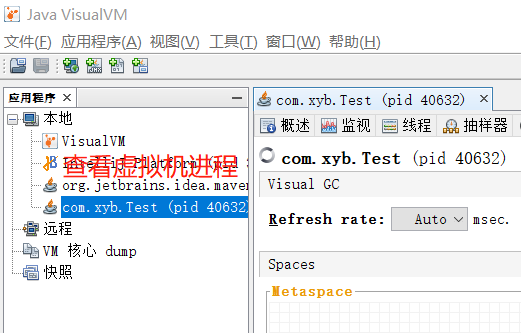 Java VisualVM
文件(F) 应用程序(A) 视图(V) 工具(T) 窗口(W) 帮助(H)
应用程序
本地
VisualVM
查看虚拟机进程
org.jetbrains.idea.maven
com.xyb.Test (pid 40632)
远程
VM 核心 dump
快照
com.xyb.Test (pid 40632)
概述 监视 线程 抽样器
com.xyb.Test (pid 40632)
Visual GC
Refresh rate: Auto msec.
Spaces
Metaspace